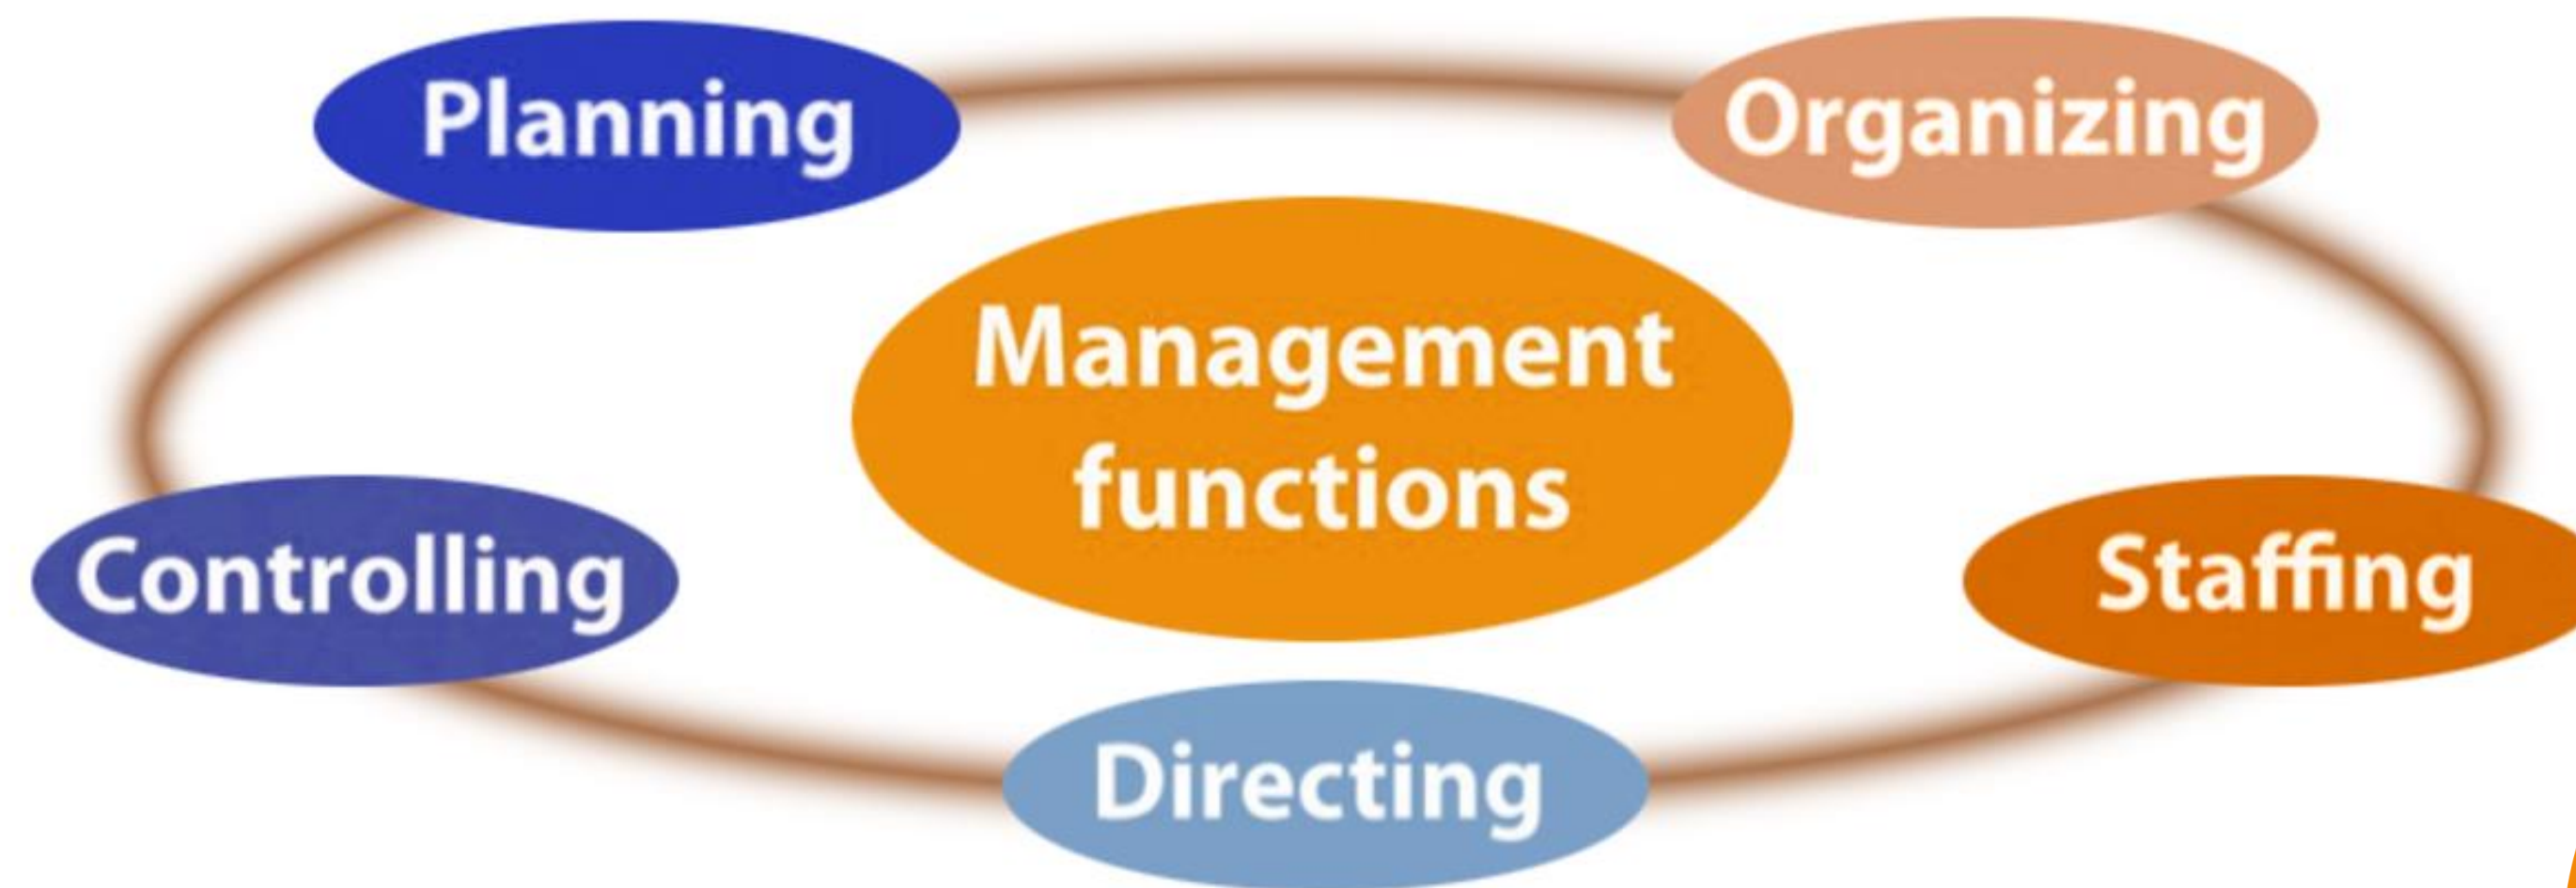 Planning
Organizing
Management
functions
Controlling
Staffing
Directing